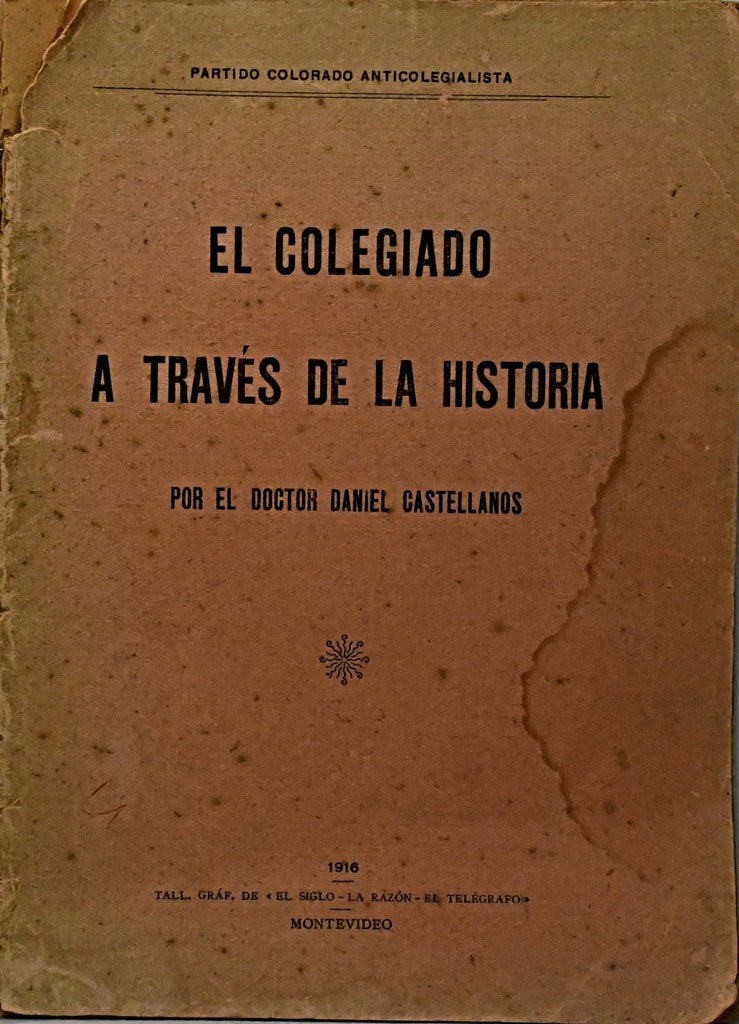 PARTIDO COLORADO ANTICOLEGIALISTA
EL COLEGIADO
A TRAVÉS DE LA HISTORIA
POR EL DOCTOR DANIEL CASTELLANOS
1916
TALL. GRÁF. DE « EL SIGLO - LA RAZÓN - EL TELÉGRAFO»
MONTEVIDEO